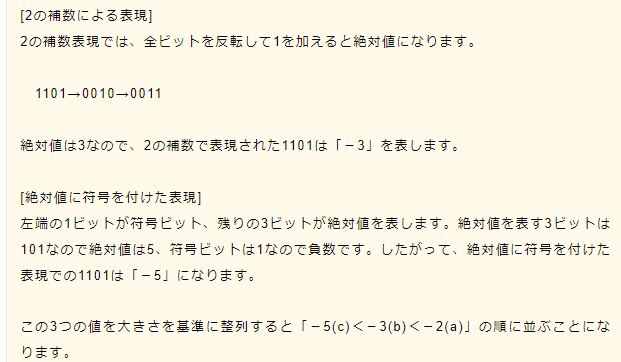 [2の補数による表現]
2の補数表現では、全ビットを反転して1を加えると絶対値になります。
1101→0010→0011
絶対値は3なので、2の補数で表現された1101は「－3」を表します。
[絶対値に符号を付けた表現]
左端の1ビットが符号ビット、残りの3ビットが絶対値を表します。絶対値を表す3ビットは
101なので絶対値は5、符号ビットは1なので負数です。したがって、絶対値に符号を付けた
表現での1101は「－5」になります。
この3つの値を大きさを基準に整列すると「－5(c)＜－3(b)＜－2(a)」の順に並ぶことにな
ります。